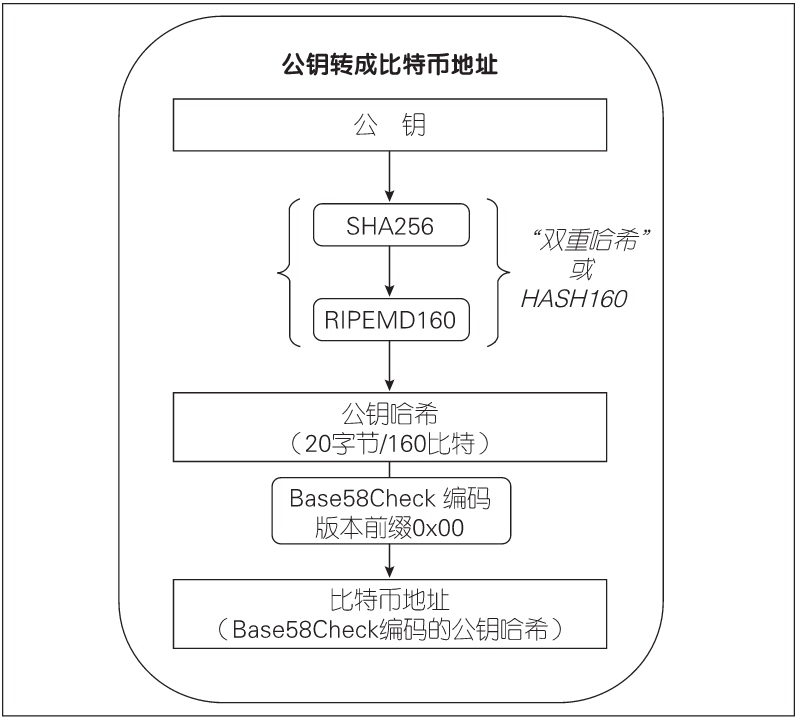 公钥转成比特币地址
公 钥
SHA256
“双重哈希”
或
HASH160
RIPEMD160
公钥哈希
（20字节/160比特）
Base58Check 编码
版本前缀0x00
比特币地址
（Base58Check编码的公钥哈希）